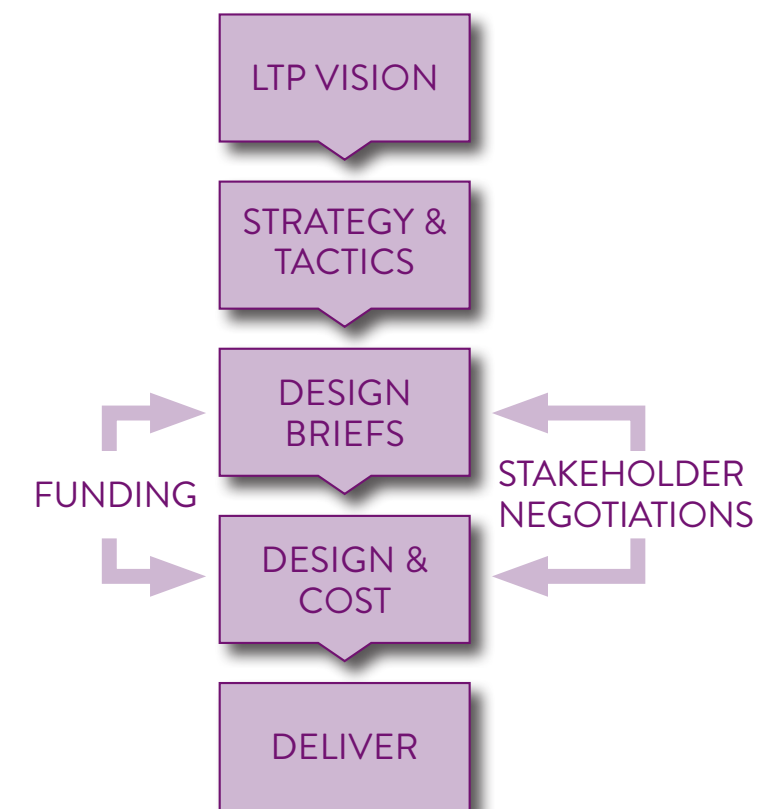 LTP VISION
STRATEGY &
TACTICS
DESIGN
BRIEFS
FUNDING
STAKEHOLDER
NEGOTIATIONS
DESIGN &
COST
DELIVER